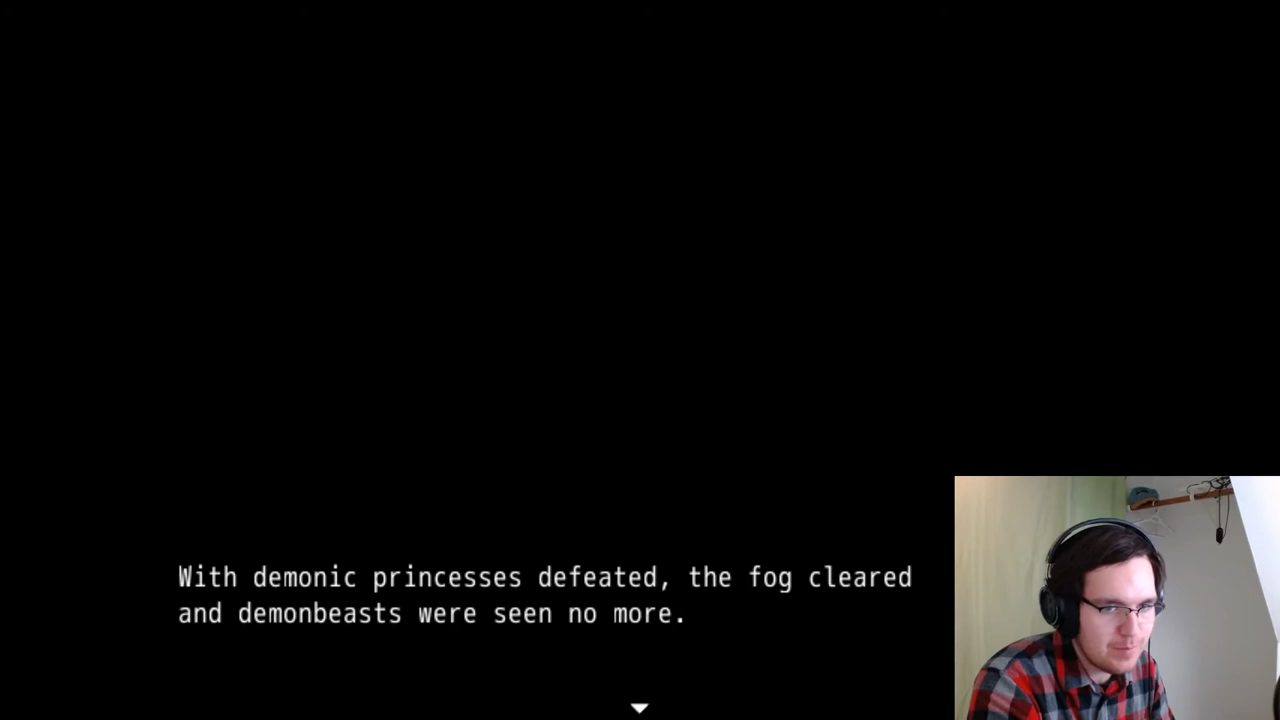 With demonic princesses defeated, the fog cleared
and demonbeasts were seen no more.